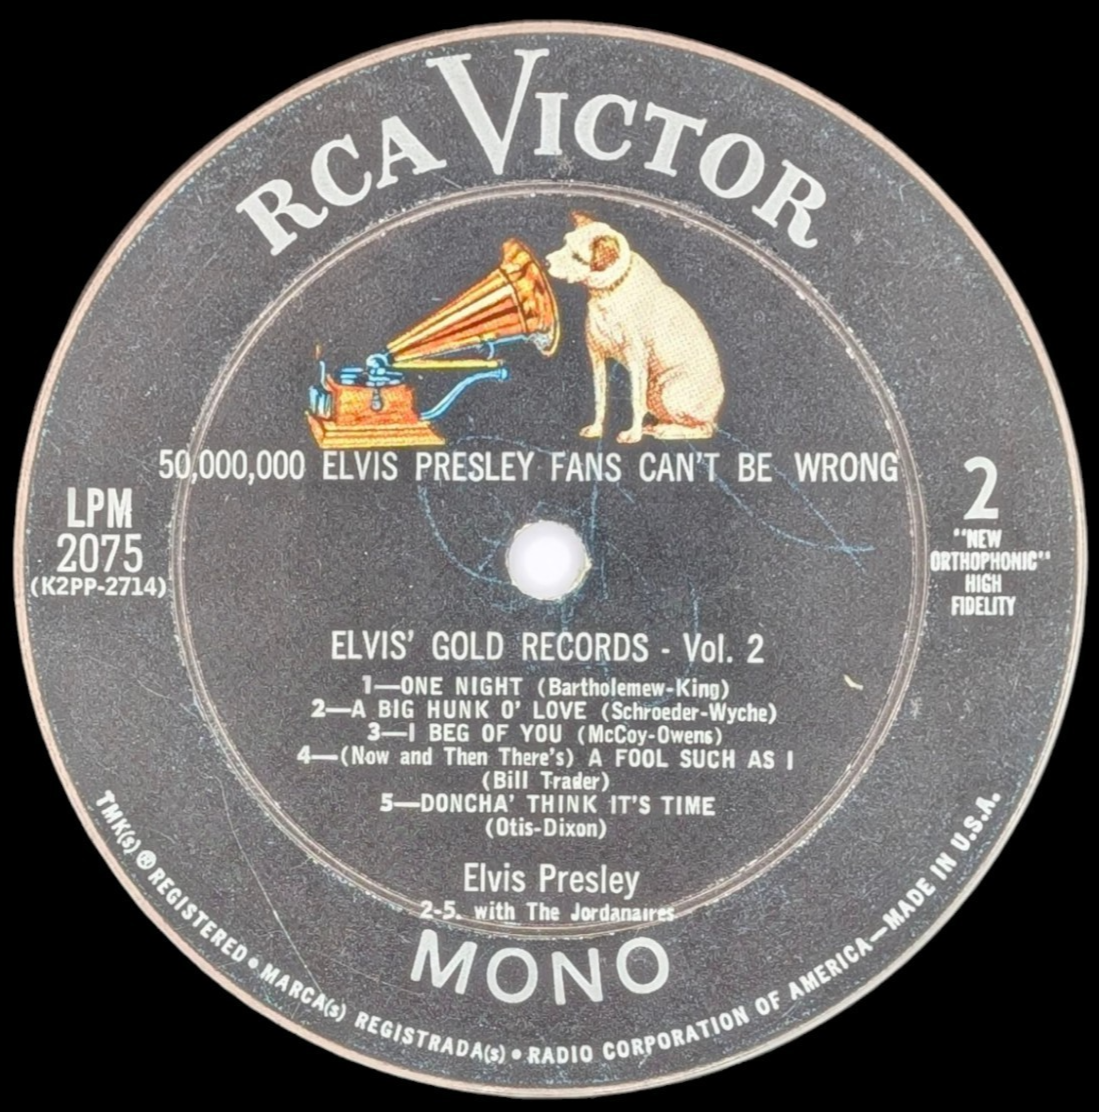 RCA VICTOR
50,000,000 ELVIS PRESLEY FANS CAN'T BE WRONG
LPM
2075
(K2PP-2714)
2
"NEW
ORTHOPHONIC"
HIGH
FIDELITY
ELVIS' GOLD RECORDS - Vol. 2
1—ONE NIGHT (Bartholemew-King)
2—A BIG HUNK O' LOVE (Schroeder-Wyche)
3—I BEG OF YOU (McCoy-Owens)
4—(Now and Then There's) A FOOL SUCH AS I
(Bill Trader)
5—DONCHA' THINK IT'S TIME
(Otis-Dixon)
Elvis Presley
2-5. with The Jordanaires
MONO
TMK(s) ® REGISTERED • MARCA(s) REGISTRADA(s) • RADIO CORPORATION OF AMERICA—MADE IN U.S.A.